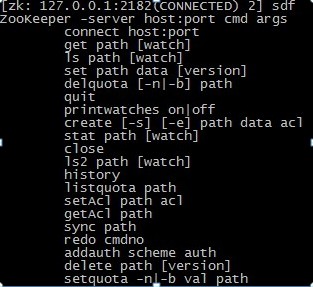 [zk: 127.0.0.1:2182(CONNECTED) 2] sdf
ZooKeeper -server host:port cmd args
connect host:port
get path [watch]
ls path [watch]
set path data [version]
delquota [-n|-b] path
quit
printwatches on|off
create [-s] [-e] path data acl
stat path [watch]
close
ls2 path [watch]
history
listquota path
setAcl path acl
getAcl path
sync path
redo cmdno
addauth scheme auth
delete path [version]
setquota -n|-b val path